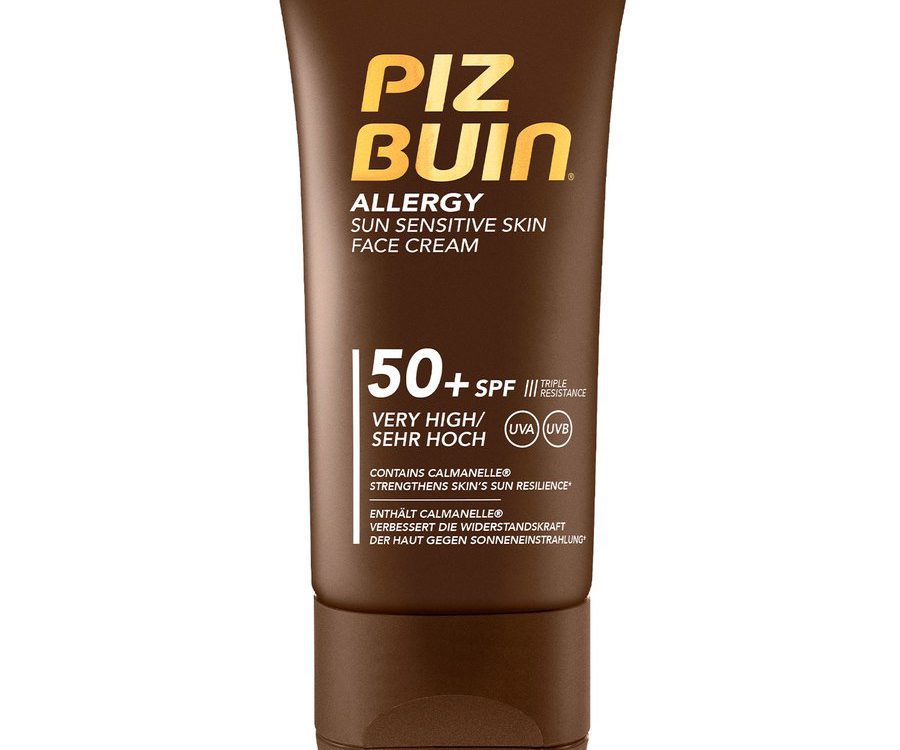 PIZ
BUIN®
ALLERGY
SUN SENSITIVE SKIN
FACE CREAM
50+ SPF
TRIPLE
RESISTANCE
VERY HIGH/
SEHR HOCH
UVA UVB
CONTAINS CALMANELLE®
STRENGTHENS SKIN'S SUN RESILIENCE*
ENTHÄLT CALMANELLE®
VERBESSERT DIE WIDERSTANDSKRAFT
DER HAUT GEGEN SONNENEINSTRAHLUNG*